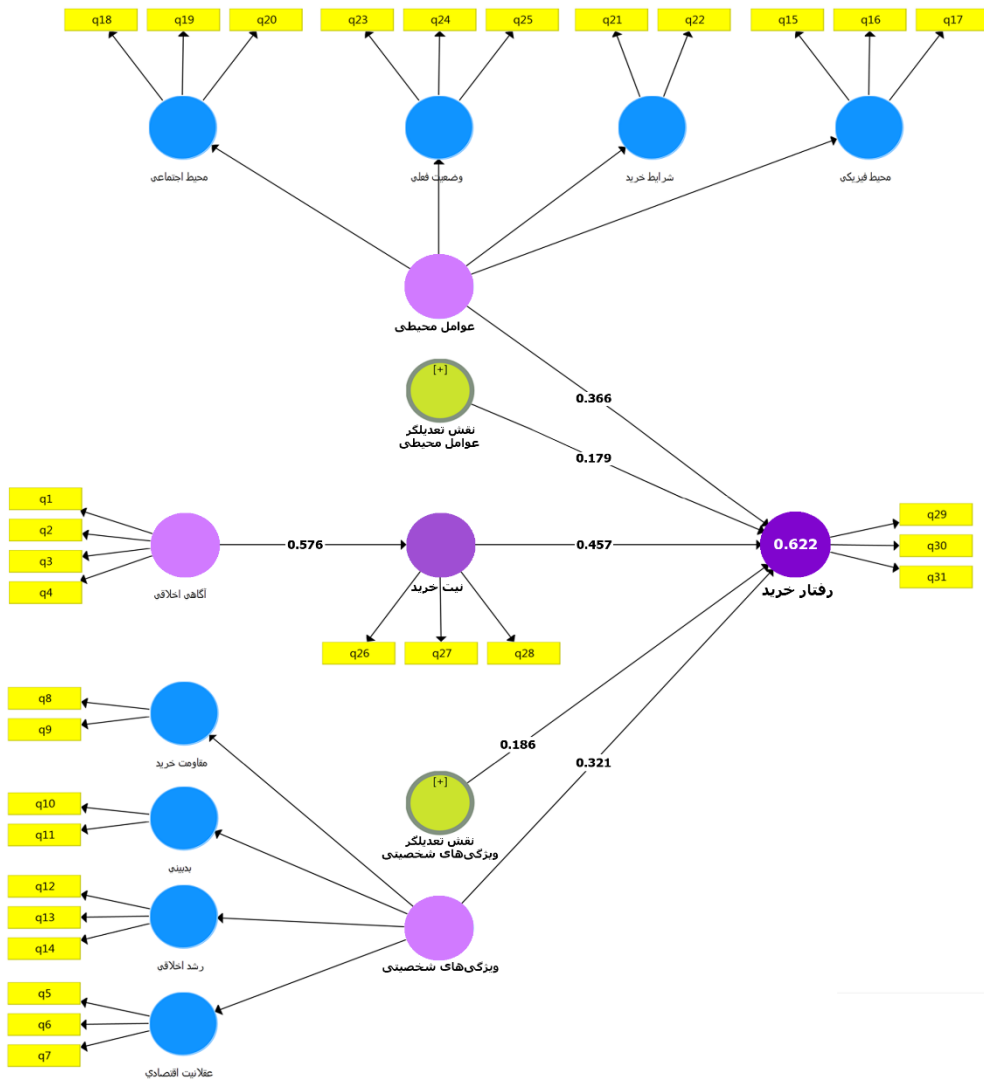 q18
q19
q20
q23
q24
q25
q21
q22
q15
q16
q17
محیط اجتماعی
وضعیت فعلی
شرایط خرید
محیط فیزیکی
عوامل محیطی
0.366
[+]
نقش تعدیلگر
عوامل محیطی
0.179
q1
q2
q3
q4
آگاهی اخلاقی
0.576
نیت خرید
0.457
0.622
رفتار خرید
q29
q30
q31
q26
q27
q28
q8
q9
مقاومت خرید
0.186
0.321
[+]
نقش تعدیلگر
ویژگی‌های شخصیتی
q10
q11
بدبینی
q12
q13
q14
رشد اخلاقی
ویژگی‌های شخصیتی
q5
q6
q7
عقلانیت اقتصادی